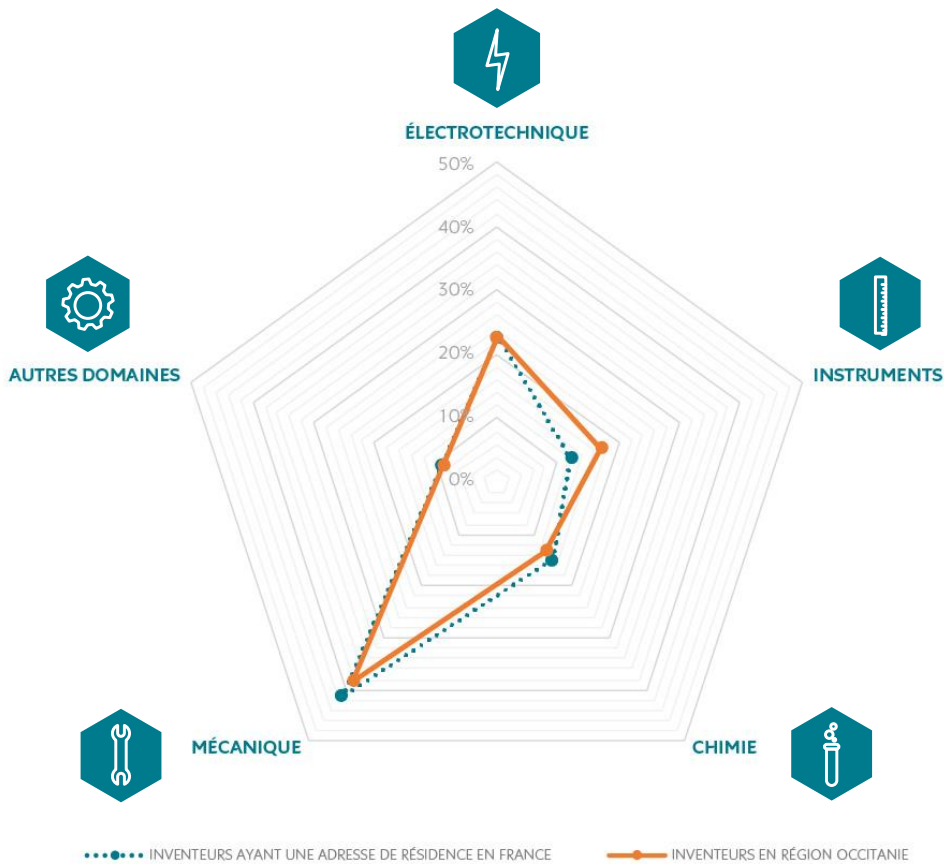 ÉLECTROTECHNIQUE
50%
40%
30%
20%
10%
0%
AUTRES DOMAINES
INSTRUMENTS
MÉCANIQUE
CHIMIE
INVENTEURS AYANT UNE ADRESSE DE RÉSIDENCE EN FRANCE
INVENTEURS EN RÉGION OCCITANIE